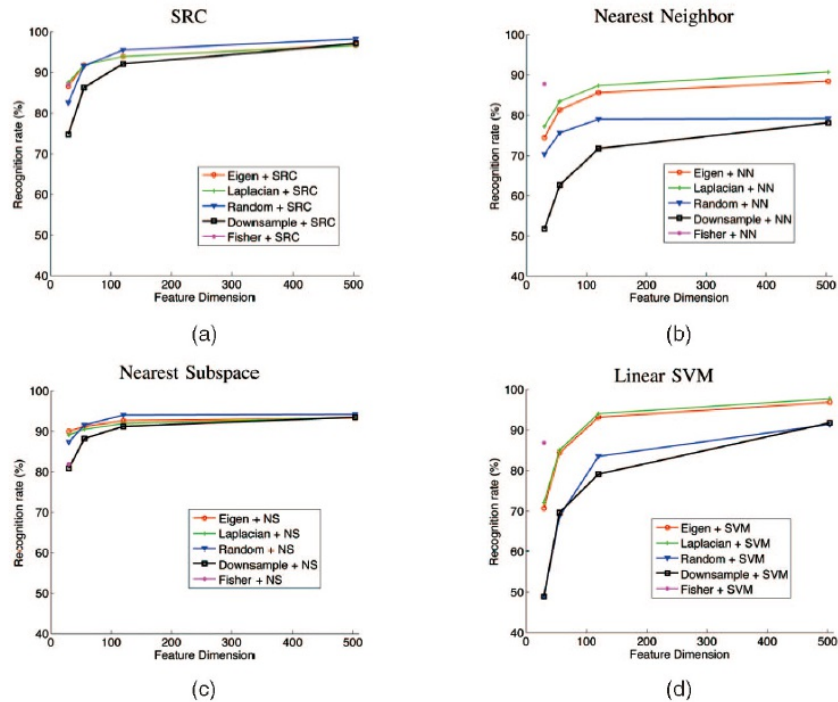 SRC
100
90
80
70
60
50
40
Recognition rate (%)
Eigen + SRC
Laplacian + SRC
Random + SRC
Downsample + SRC
Fisher + SRC
0 100 200 300 400 500
Feature Dimension
(a)
Nearest Neighbor
100
90
80
70
60
50
40
Recognition rate (%)
Eigen + NN
Laplacian + NN
Random + NN
Downsample + NN
Fisher + NN
0 100 200 300 400 500
Feature Dimension
(b)
Nearest Subspace
100
90
80
70
60
50
40
Recognition rate (%)
Eigen + NS
Laplacian + NS
Random + NS
Downsample + NS
Fisher + NS
0 100 200 300 400 500
Feature Dimension
(c)
Linear SVM
100
90
80
70
60
50
40
Recognition rate (%)
Eigen + SVM
Laplacian + SVM
Random + SVM
Downsample + SVM
Fisher + SVM
0 100 200 300 400 500
Feature Dimension
(d)